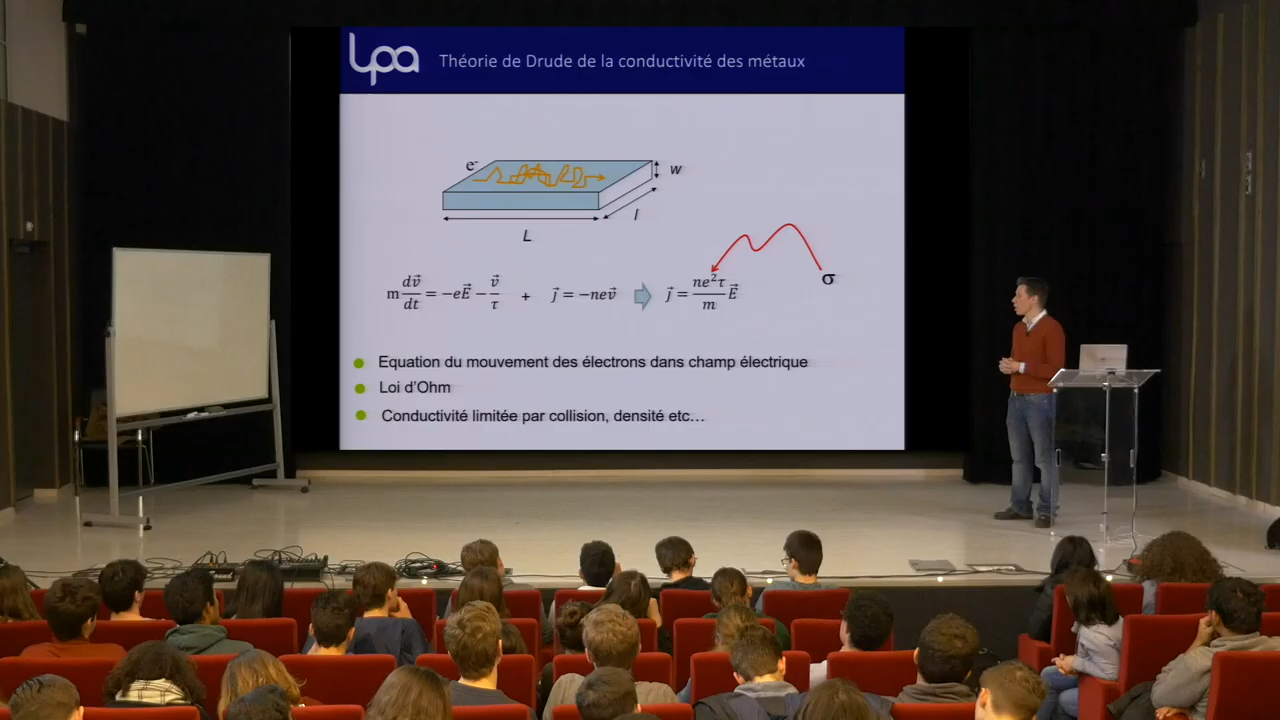 lpa
Théorie de Drude de la conductivité des métaux
e⁻
w
l
L
σ
m dv⃗/dt = −eE⃗ − v⃗/τ + j⃗ = −nev⃗ j⃗ = ne²τ/m E⃗
Equation du mouvement des électrons dans champ électrique
Loi d’Ohm
Conductivité limitée par collision, densité etc…